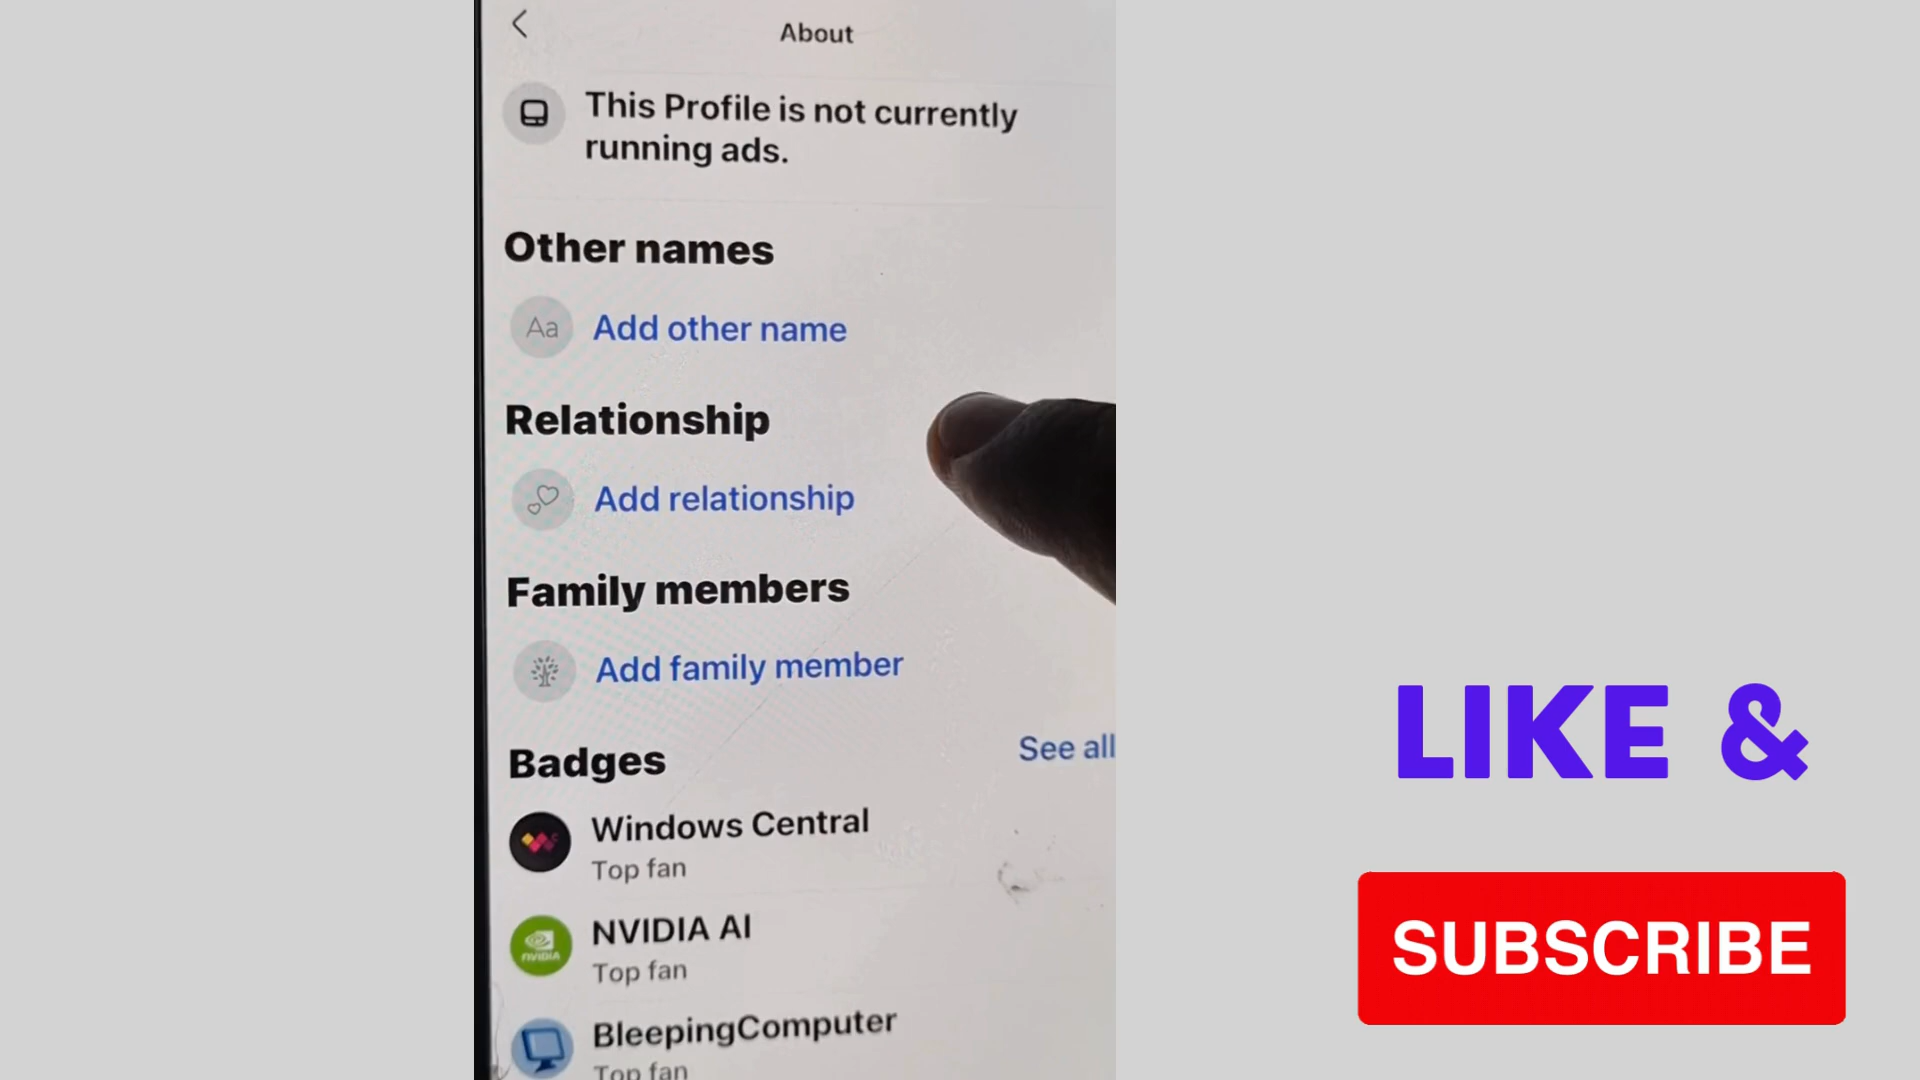 About
This Profile is not currently
running ads.
Other names
Aa Add other name
Relationship
Add relationship
Family members
Add family member
Badges
See all
Windows Central
Top fan
NVIDIA AI
Top fan
NVIDIA
BleepingComputer
Top fan
LIKE &
SUBSCRIBE